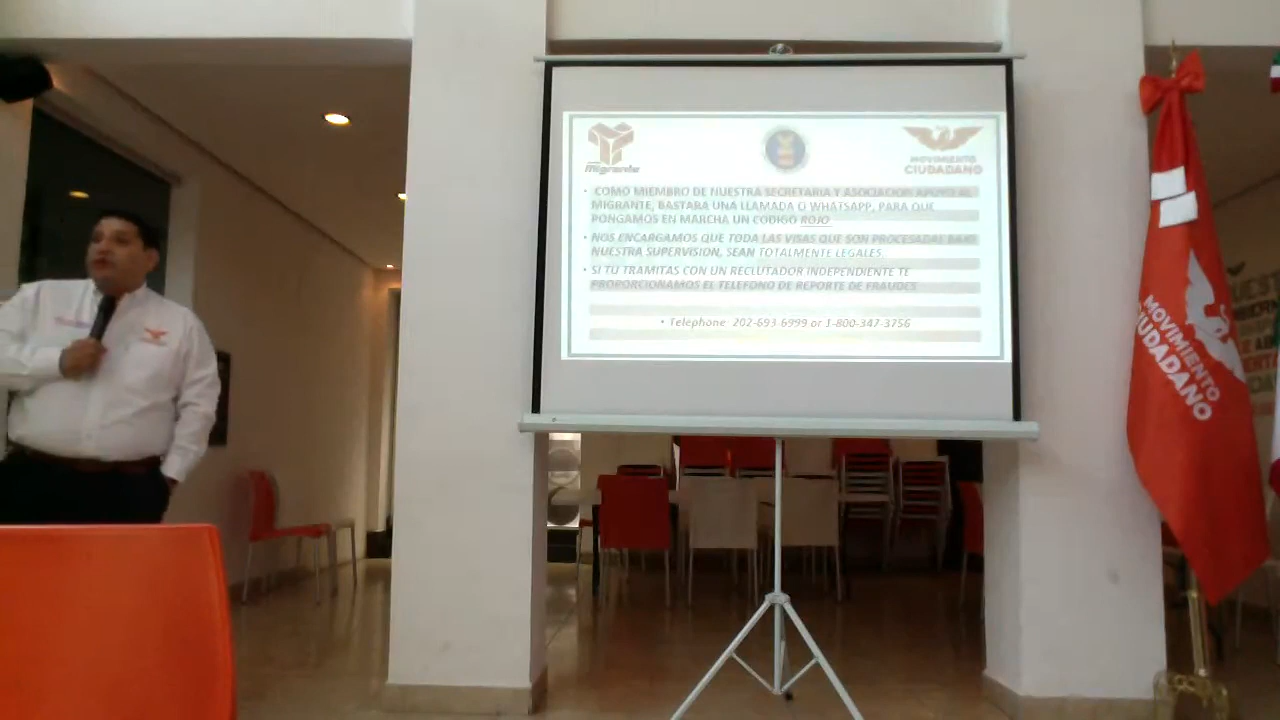 migrante
MOVIMIENTO
CIUDADANO
• COMO MIEMBRO DE NUESTRA SECRETARIA Y ASOCIACION APOYO AL
MIGRANTE, BASTARA UNA LLAMADA O WHATSAPP, PARA QUE
PONGAMOS EN MARCHA UN CODIGO ROJO
• NOS ENCARGAMOS QUE TODA LAS VISAS QUE SON PROCESADAS BAJO
NUESTRA SUPERVISION, SEAN TOTALMENTE LEGALES.
• SI TU TRAMITAS CON UN RECLUTADOR INDEPENDIENTE TE
PROPORCIONAMOS EL TELEFONO DE REPORTE DE FRAUDES
• Telephone: 202-693-6999 or 1-800-347-3756
MOVIMIENTO
CIUDADANO